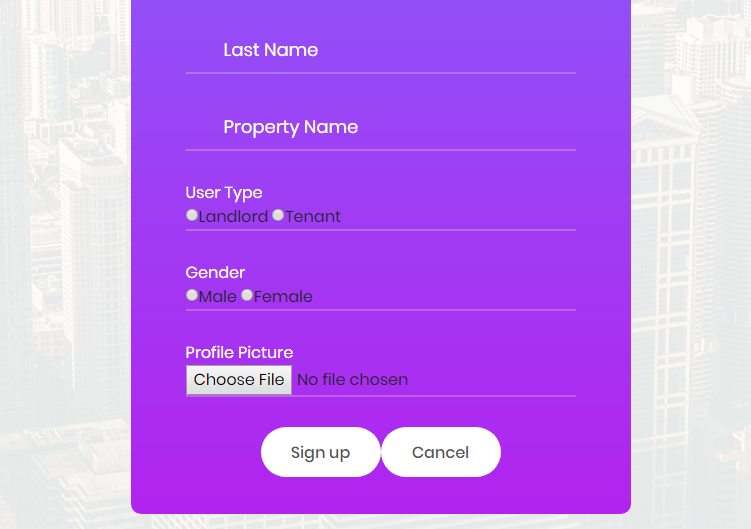 Last Name
Property Name
User Type
Landlord Tenant
Gender
Male Female
Profile Picture
Choose File No file chosen
Sign up Cancel